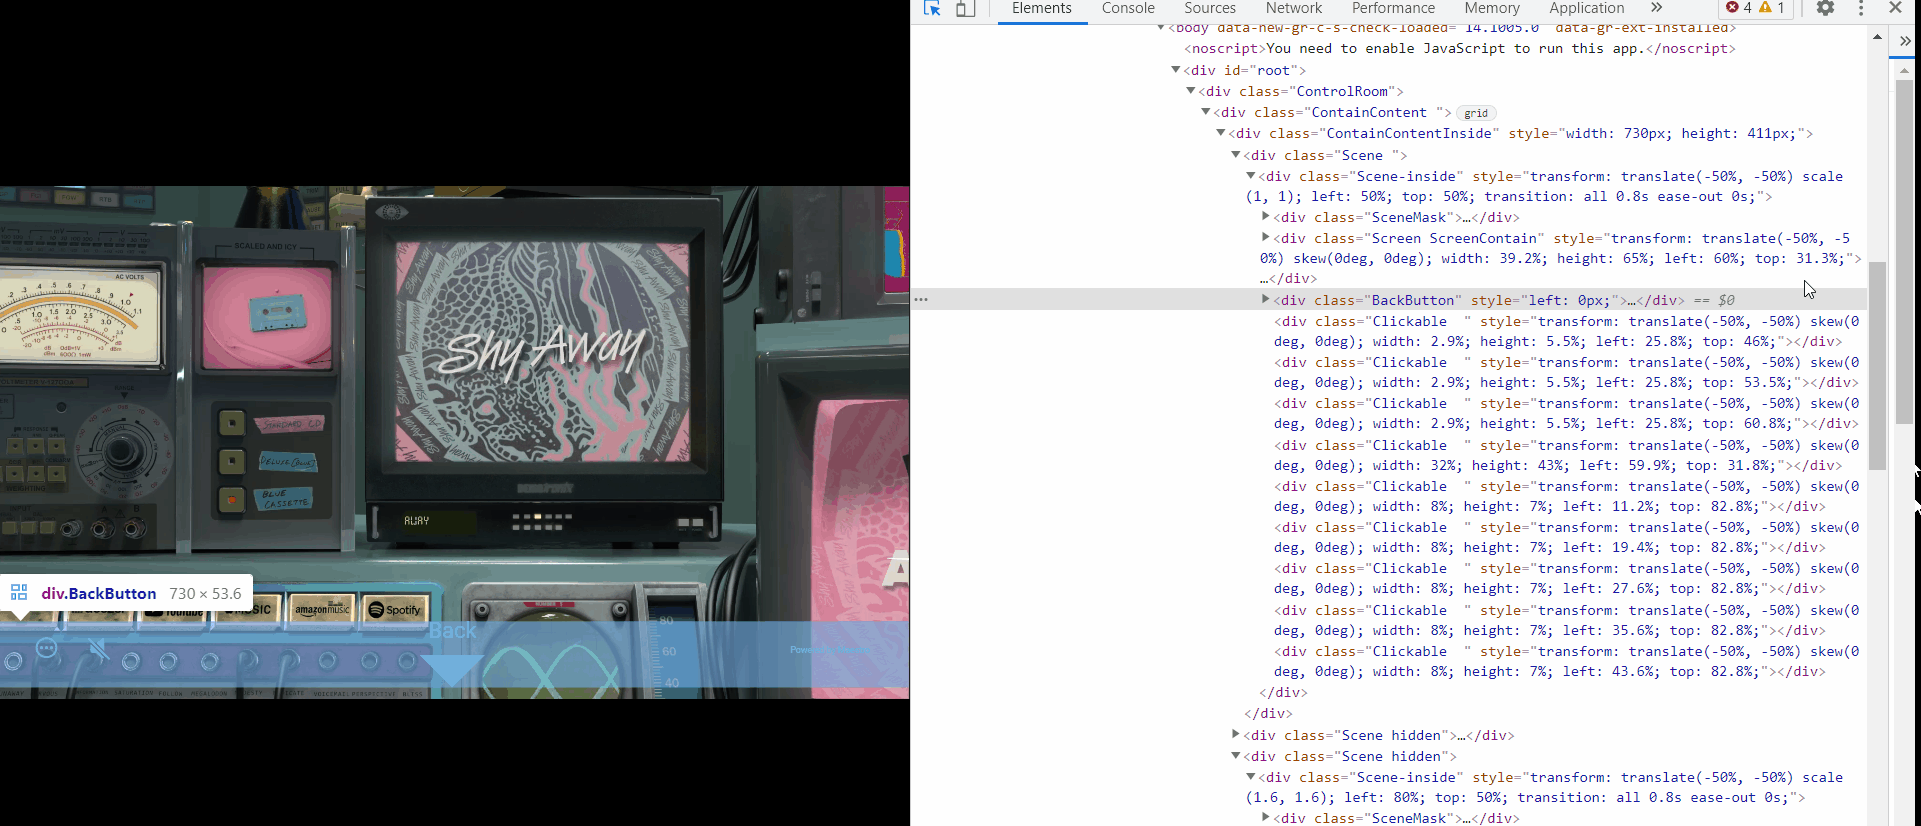 Elements Console Sources Network Performance Memory Application » 4 1
<body data-new-gr-c-s-check-loaded="14.1005.0" data-gr-ext-installed>
<noscript>You need to enable JavaScript to run this app.</noscript>
<div id="root">
<div class="ControlRoom">
<div class="ContainContent "> grid
<div class="ContainContentInside" style="width: 730px; height: 411px;">
<div class="Scene ">
<div class="Scene-inside" style="transform: translate(-50%, -50%) scale
(1, 1); left: 50%; top: 50%; transition: all 0.8s ease-out 0s;">
<div class="SceneMask">…</div>
<div class="Screen ScreenContain" style="transform: translate(-50%, -5
0%) skew(0deg, 0deg); width: 39.2%; height: 65%; left: 60%; top: 31.3%;">
…</div>
<div class="BackButton" style="left: 0px;">…</div> == $0
<div class="Clickable  " style="transform: translate(-50%, -50%) skew(0
deg, 0deg); width: 2.9%; height: 5.5%; left: 25.8%; top: 46%;"></div>
<div class="Clickable  " style="transform: translate(-50%, -50%) skew(0
deg, 0deg); width: 2.9%; height: 5.5%; left: 25.8%; top: 53.5%;"></div>
<div class="Clickable  " style="transform: translate(-50%, -50%) skew(0
deg, 0deg); width: 2.9%; height: 5.5%; left: 25.8%; top: 60.8%;"></div>
<div class="Clickable  " style="transform: translate(-50%, -50%) skew(0
deg, 0deg); width: 32%; height: 43%; left: 59.9%; top: 31.8%;"></div>
<div class="Clickable  " style="transform: translate(-50%, -50%) skew(0
deg, 0deg); width: 8%; height: 7%; left: 11.2%; top: 82.8%;"></div>
<div class="Clickable  " style="transform: translate(-50%, -50%) skew(0
deg, 0deg); width: 8%; height: 7%; left: 19.4%; top: 82.8%;"></div>
<div class="Clickable  " style="transform: translate(-50%, -50%) skew(0
deg, 0deg); width: 8%; height: 7%; left: 27.6%; top: 82.8%;"></div>
<div class="Clickable  " style="transform: translate(-50%, -50%) skew(0
deg, 0deg); width: 8%; height: 7%; left: 35.6%; top: 82.8%;"></div>
<div class="Clickable  " style="transform: translate(-50%, -50%) skew(0
deg, 0deg); width: 8%; height: 7%; left: 43.6%; top: 82.8%;"></div>
</div>
</div>
<div class="Scene hidden">…</div>
<div class="Scene hidden">
<div class="Scene-inside" style="transform: translate(-50%, -50%) scale
(1.6, 1.6); left: 80%; top: 50%; transition: all 0.8s ease-out 0s;">
<div class="SceneMask">…</div>
SCALED AND ICY
AC VOLTS
Shy Away
STANDARD CD
DELUXE (BLUE)
BLUE
CASSETTE
AWAY
div.BackButton 730 × 53.6
amazonmusic
Spotify
Back
80
60
40